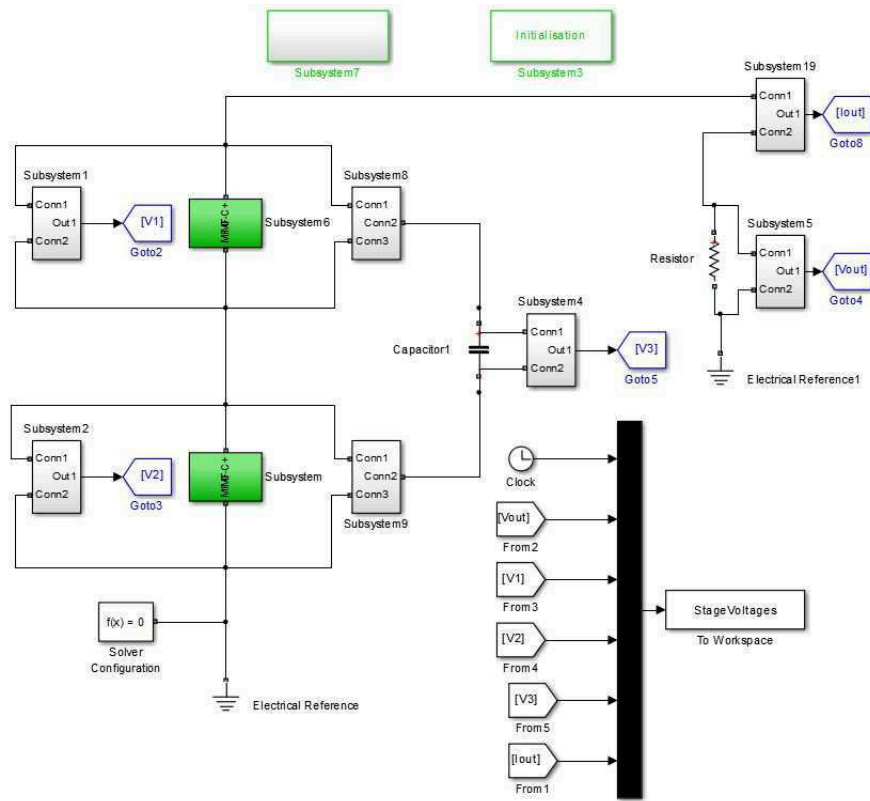 Initialisation
Subsystem7
Subsystem3
Subsystem19
Conn1
Out1
Conn2
[Iout]
Goto8
Subsystem1
Conn1
Out1
Conn2
[V1]
Goto2
Subsystem6
Subsystem8
Conn1
Conn2
Conn3
Resistor
Subsystem5
Conn1
Out1
Conn2
[Vout]
Goto4
Subsystem4
Conn1
Out1
Conn2
Capacitor1
[V3]
Goto5
Electrical Reference1
Subsystem2
Conn1
Out1
Conn2
[V2]
Goto3
Subsystem
Conn1
Conn2
Conn3
Subsystem9
Clock
[Vout]
From2
[V1]
From3
StageVoltages
To Workspace
f(x) = 0
Solver
Configuration
[V2]
From4
Electrical Reference
[V3]
From5
[Iout]
From1